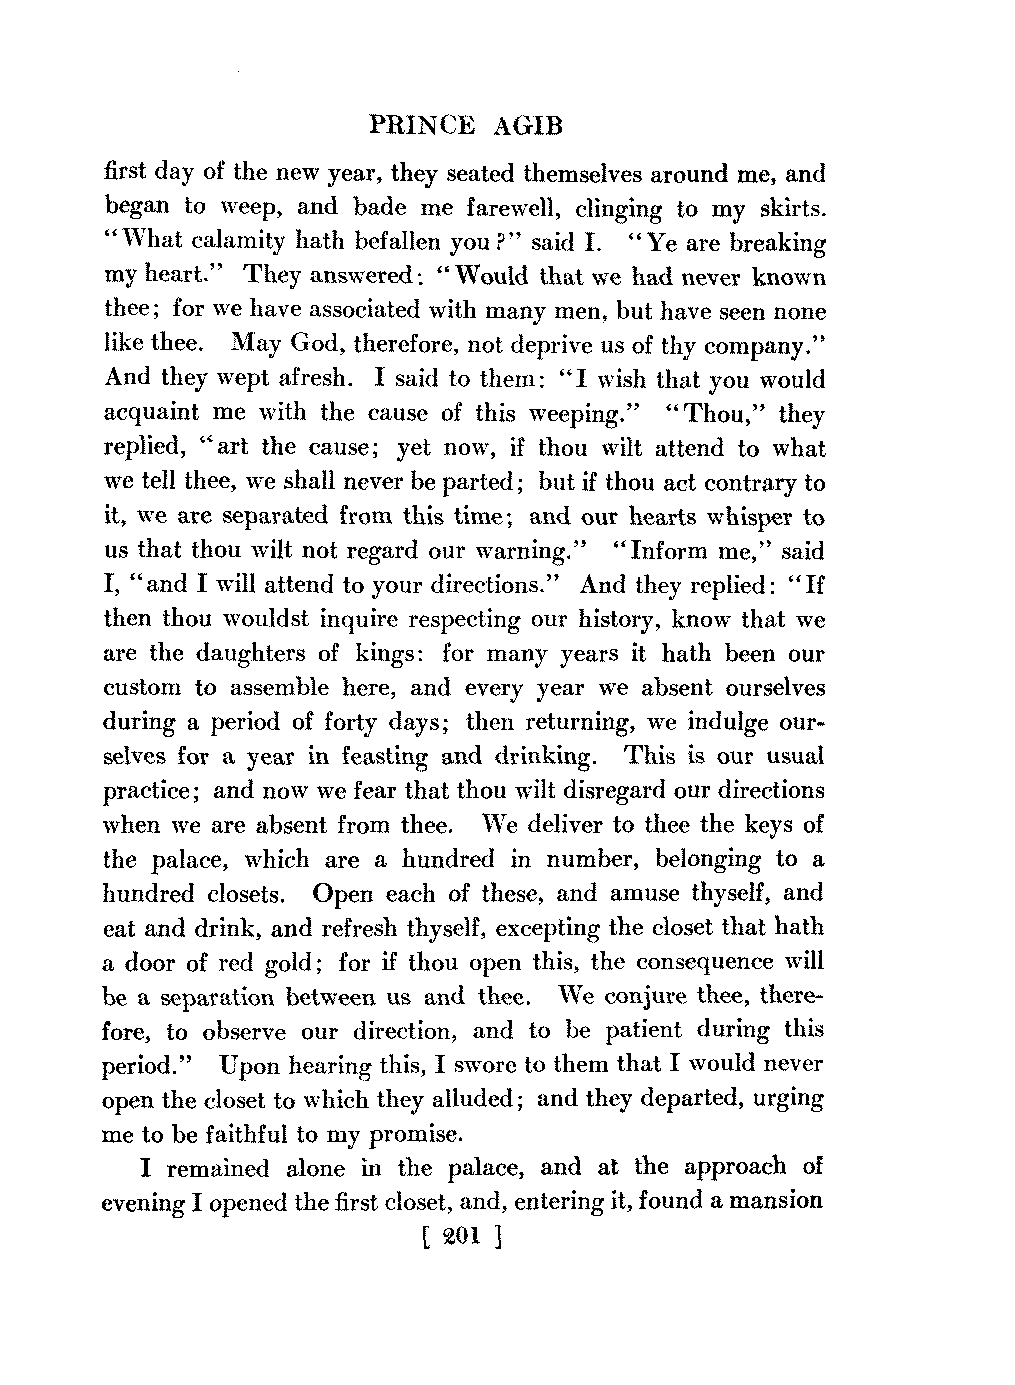 PRINCE AGIB
first day of the new year, they seated themselves around me, and
began to weep, and bade me farewell, clinging to my skirts.
"What calamity hath befallen you?" said I. "Ye are breaking
my heart." They answered: "Would that we had never known
thee; for we have associated with many men, but have seen none
like thee. May God, therefore, not deprive us of thy company."
And they wept afresh. I said to them: "I wish that you would
acquaint me with the cause of this weeping." "Thou," they
replied, "art the cause; yet now, if thou wilt attend to what
we tell thee, we shall never be parted; but if thou act contrary to
it, we are separated from this time; and our hearts whisper to
us that thou wilt not regard our warning." "Inform me," said
I, "and I will attend to your directions." And they replied: "If
then thou wouldst inquire respecting our history, know that we
are the daughters of kings: for many years it hath been our
custom to assemble here, and every year we absent ourselves
during a period of forty days; then returning, we indulge our-
selves for a year in feasting and drinking. This is our usual
practice; and now we fear that thou wilt disregard our directions
when we are absent from thee. We deliver to thee the keys of
the palace, which are a hundred in number, belonging to a
hundred closets. Open each of these, and amuse thyself, and
eat and drink, and refresh thyself, excepting the closet that hath
a door of red gold; for if thou open this, the consequence will
be a separation between us and thee. We conjure thee, there-
fore, to observe our direction, and to be patient during this
period." Upon hearing this, I swore to them that I would never
open the closet to which they alluded; and they departed, urging
me to be faithful to my promise.
I remained alone in the palace, and at the approach of
evening I opened the first closet, and, entering it, found a mansion
[ 201 ]